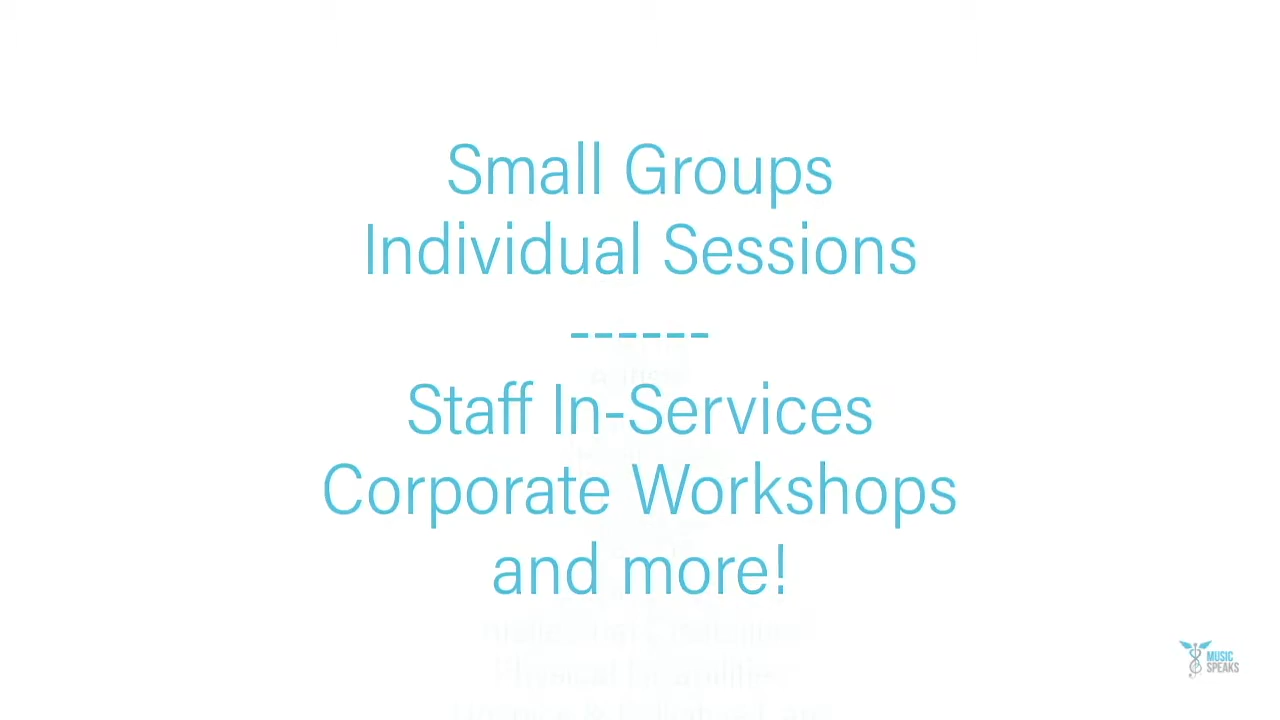 Small Groups
Individual Sessions
------
Staff In-Services
Corporate Workshops
and more!
MUSIC
SPEAKS